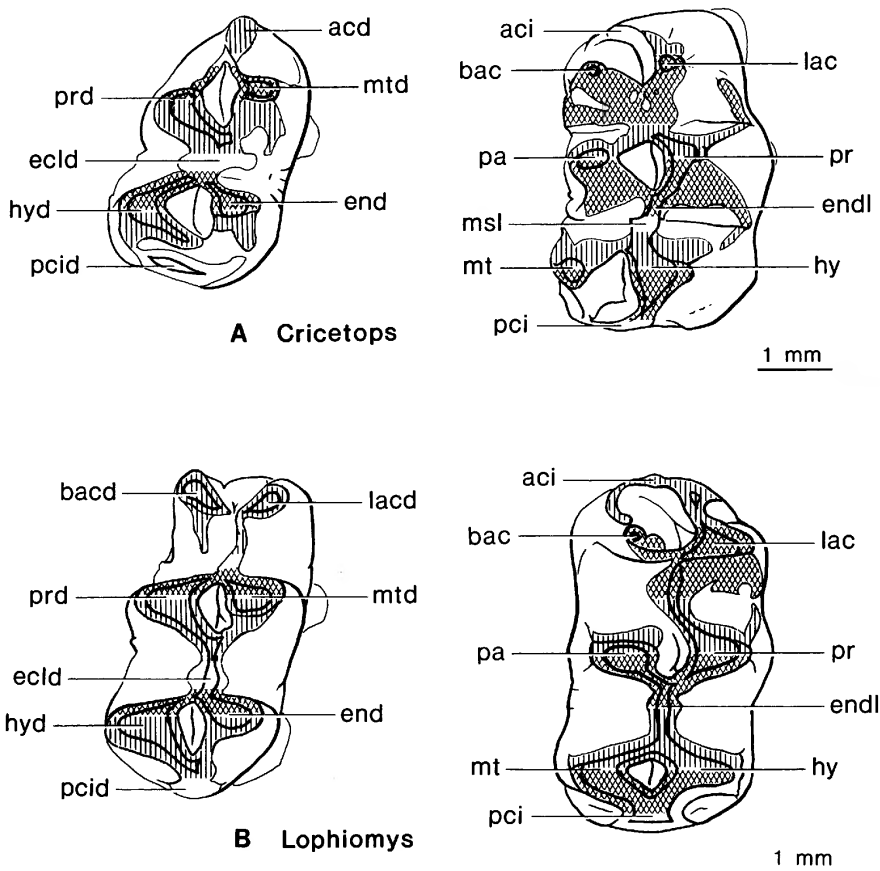 acd
prd
mtd
ecld
hyd
end
pcid
aci
bac
lac
pa
pr
endl
msl
mt
hy
pci
A Cricetops
1 mm
bacd
lacd
prd
mtd
ecld
hyd
end
pcid
aci
bac
lac
pa
pr
endl
mt
hy
pci
B Lophiomys
1 mm